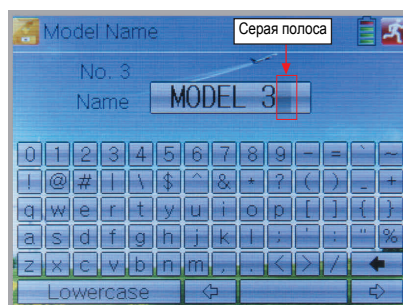 Model Name
Серая полоса
No. 3
Name MODEL 3
0 1 2 3 4 5 6 7 8 9 - = ` ~
! @ # | \ $ ^ & * ? ( ) _ +
q w e r t y u i o p [ ] { }
a s d f g h j k l ; ' : " %
z x c v b n m , . < > / ←
Lowercase ⇦ ⇨